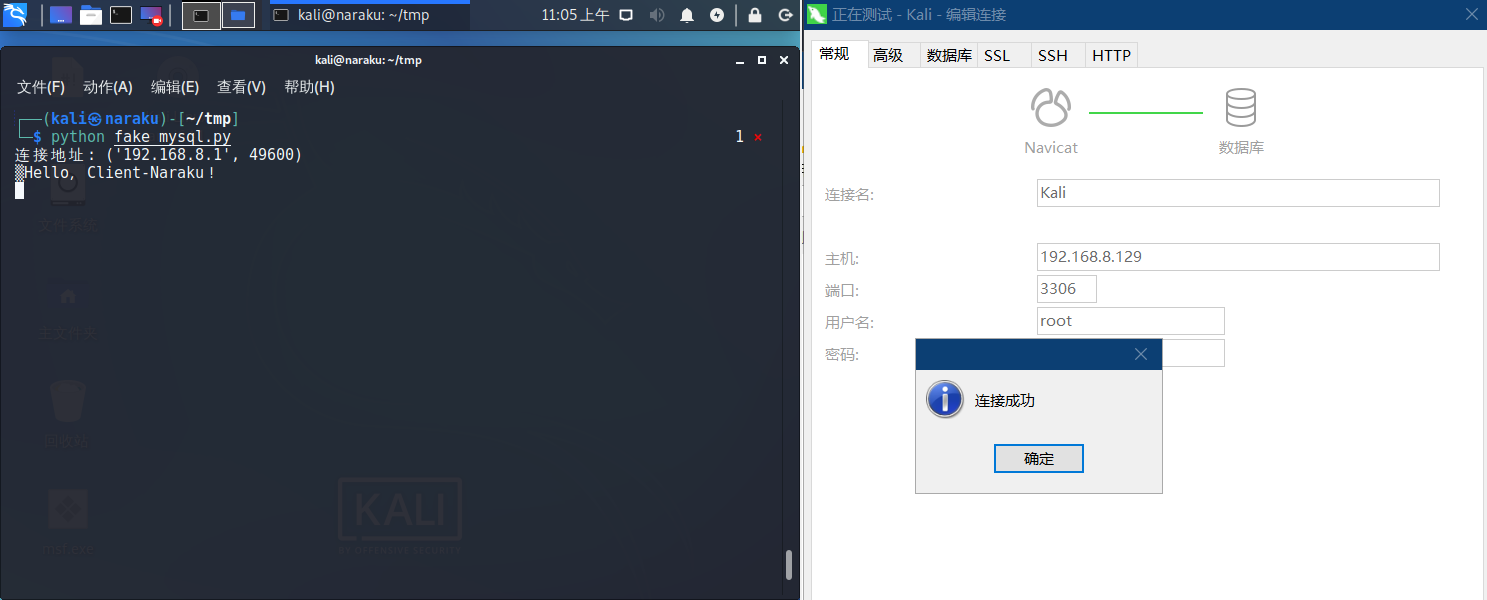 kali@naraku: ~/tmp
11:05 上午
kali@naraku: ~/tmp
文件(F) 动作(A) 编辑(E) 查看(V) 帮助(H)
(kali㉿naraku)-[~/tmp]
$ python fake_mysql.py
1 ×
连接地址: ('192.168.8.1', 49600)
▒Hello, Client-Naraku!
文件系统
主文件夹
回收站
KALI
BY OFFENSIVE SECURITY
正在测试 - Kali - 编辑连接
常规 高级 数据库 SSL SSH HTTP
Navicat
数据库
连接名: Kali
主机: 192.168.8.129
端口: 3306
用户名: root
密码:
连接成功
确定